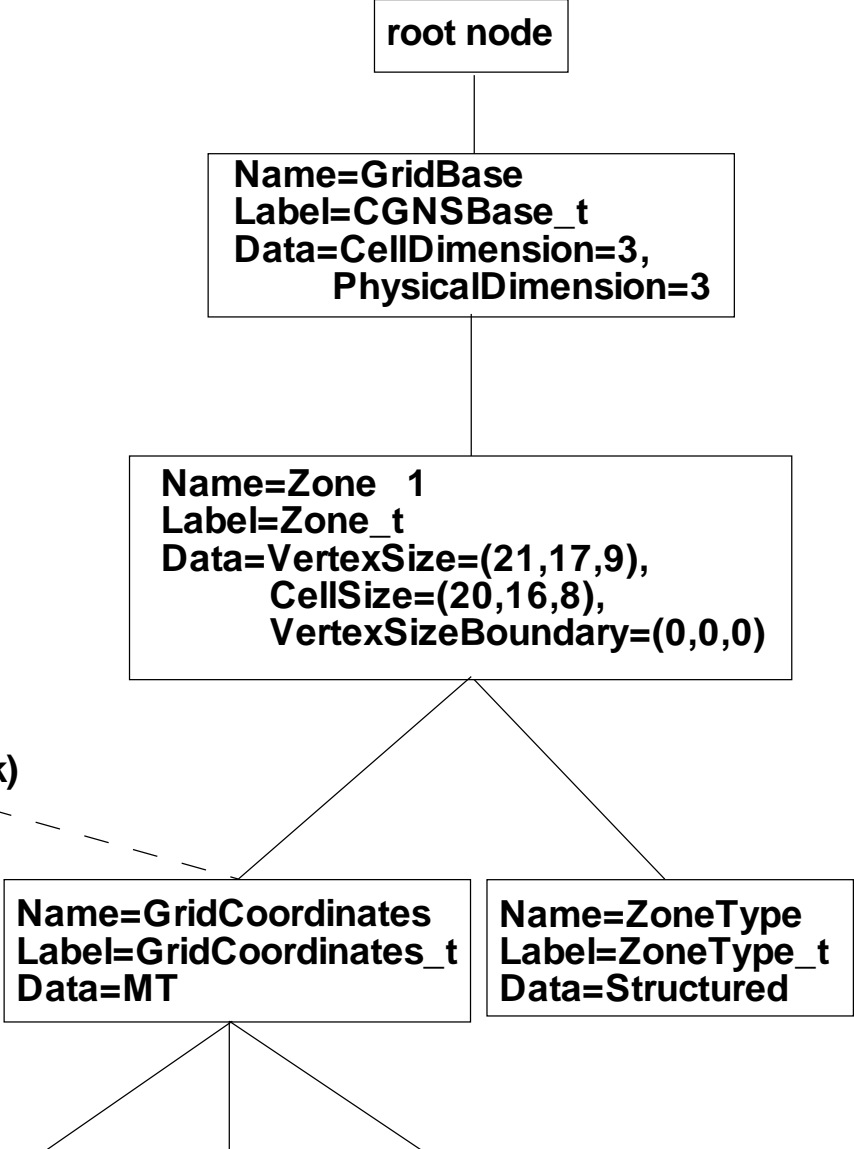 root node
Name=GridBase
Label=CGNSBase_t
Data=CellDimension=3,
PhysicalDimension=3
Name=Zone 1
Label=Zone_t
Data=VertexSize=(21,17,9),
CellSize=(20,16,8),
VertexSizeBoundary=(0,0,0)
k)
Name=GridCoordinates
Label=GridCoordinates_t
Data=MT
Name=ZoneType
Label=ZoneType_t
Data=Structured